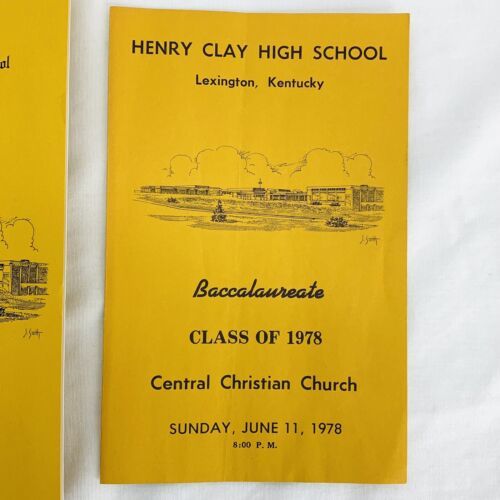 ol
HENRY CLAY HIGH SCHOOL
Lexington, Kentucky
Baccalaureate
CLASS OF 1978
Central Christian Church
SUNDAY, JUNE 11, 1978
8:00 P. M.